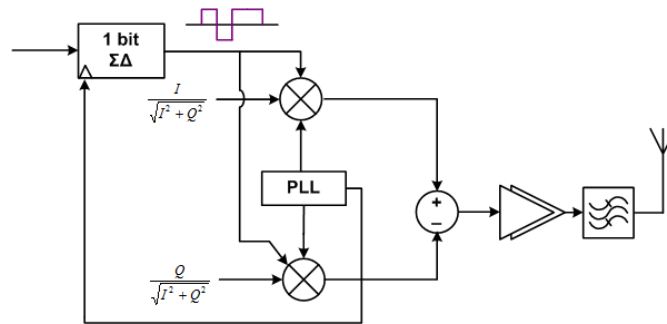 1 bit
ΣΔ
I
√I² + Q²
PLL
+
−
Q
√I² + Q²